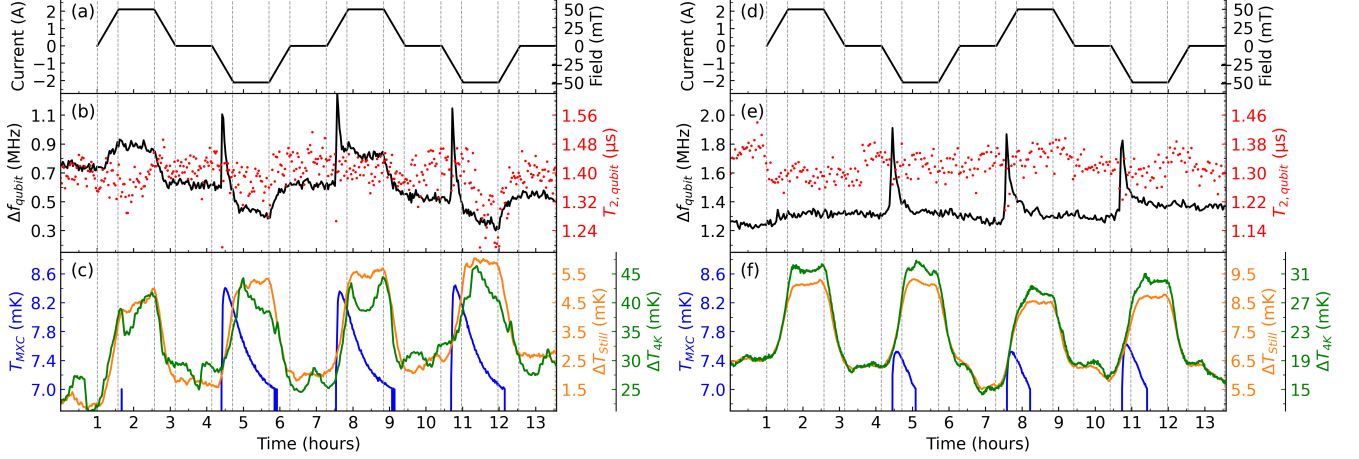 (a)
Current (A)
2
1
0
−1
−2
50
25
0
25
50
Field (mT)
(b)
Δf_qubit (MHz)
1.1
0.9
0.7
0.5
0.3
1.56
1.48
1.40
1.32
1.24
T_2,qubit (μs)
(c)
T_MXC (mK)
8.6
8.2
7.8
7.4
7.0
5.5
4.5
3.5
2.5
1.5
ΔT_Still (mK)
45
40
35
30
25
ΔT_4K (mK)
1 2 3 4 5 6 7 8 9 10 11 12 13
Time (hours)
(d)
Current (A)
2
1
0
−1
−2
50
25
0
25
50
Field (mT)
(e)
Δf_qubit (MHz)
2.0
1.8
1.6
1.4
1.2
1.46
1.38
1.30
1.22
1.14
T_2,qubit (μs)
(f)
T_MXC (mK)
8.6
8.2
7.8
7.4
7.0
9.5
8.5
7.5
6.5
5.5
ΔT_Still (mK)
31
27
23
19
15
ΔT_4K (mK)
1 2 3 4 5 6 7 8 9 10 11 12 13
Time (hours)